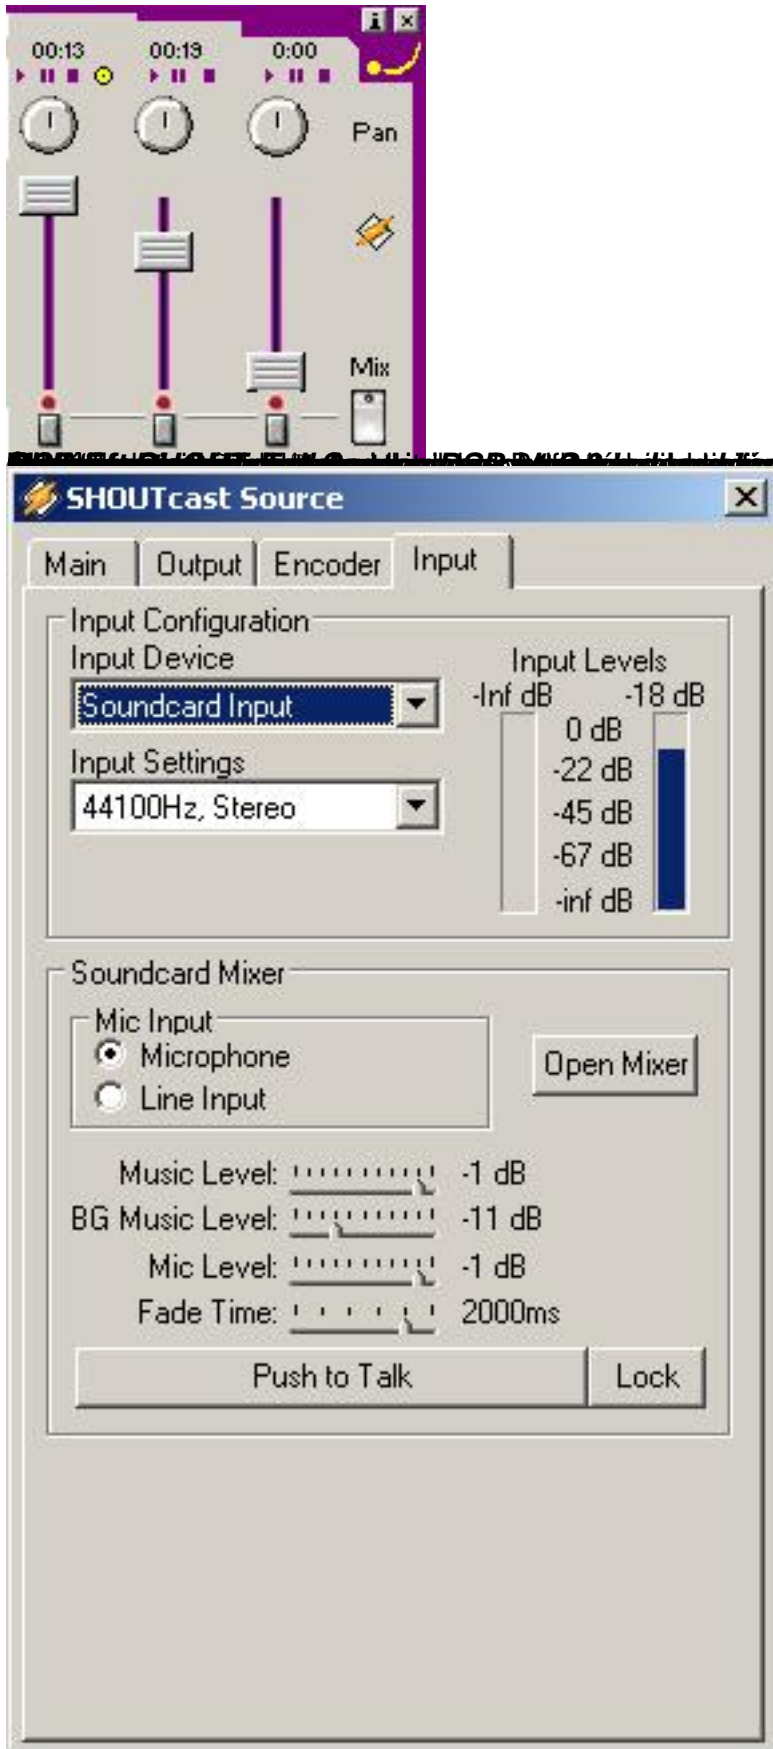 00:13 00:19 0:00
Pan
Mix
SHOUTcast Source
Main Output Encoder Input
Input Configuration
Input Device
Input Levels
Soundcard Input
-Inf dB -18 dB
0 dB
Input Settings
-22 dB
44100Hz, Stereo
-45 dB
-67 dB
-inf dB
Soundcard Mixer
Mic Input
Microphone
Open Mixer
Line Input
Music Level: -1 dB
BG Music Level: -11 dB
Mic Level: -1 dB
Fade Time: 2000ms
Push to Talk Lock